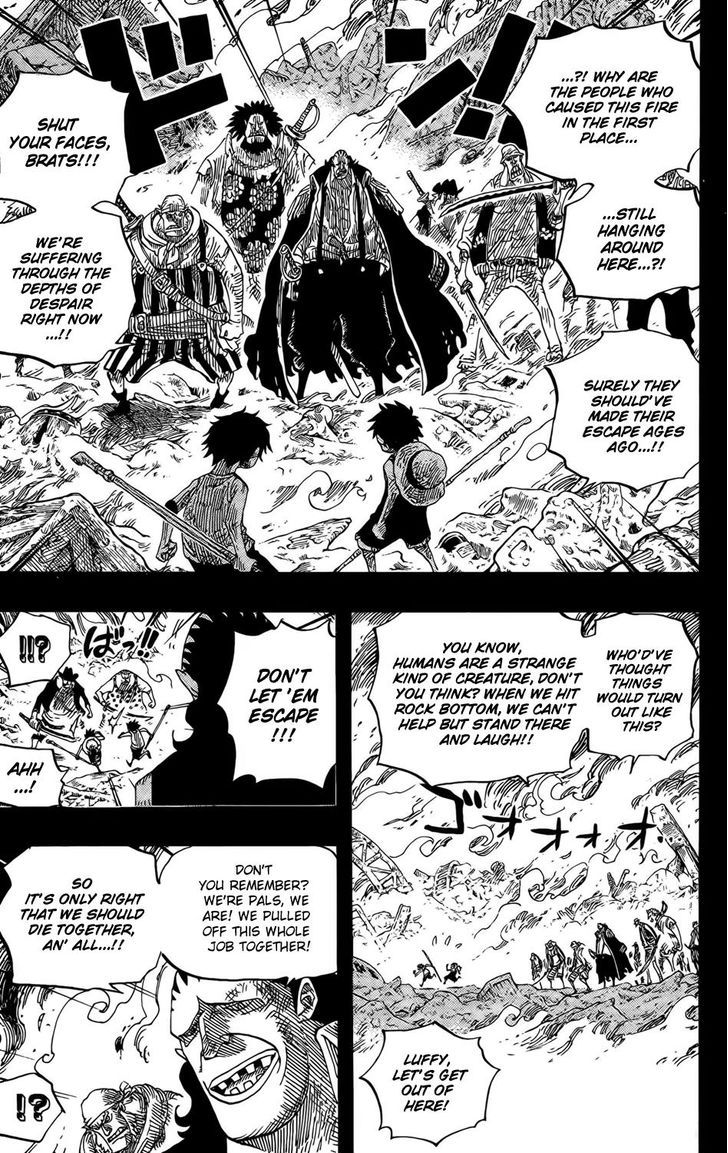 ...?! WHY ARE
THE PEOPLE WHO
CAUSED THIS FIRE
IN THE FIRST
PLACE...
...STILL
HANGING
AROUND
HERE...?!
SURELY THEY
SHOULD'VE
MADE THEIR
ESCAPE AGES
AGO...!!
SHUT
YOUR FACES,
BRATS!!!
WE'RE
SUFFERING
THROUGH THE
DEPTHS OF
DESPAIR
RIGHT NOW
...!!
ドン!!
WHO'D'VE
THOUGHT
THINGS
WOULD TURN
OUT LIKE
THIS?
YOU KNOW,
HUMANS ARE A STRANGE
KIND OF CREATURE, DON'T
YOU THINK? WHEN WE HIT
ROCK BOTTOM, WE CAN'T
HELP BUT STAND THERE
AND LAUGH!!
ゴオオオオ.
LUFFY,
LET'S GET
OUT OF
HERE!
DON'T
LET 'EM
ESCAPE
!!!
ばっ!!
!!?
AHH
...!
DON'T
YOU REMEMBER?
WE'RE PALS, WE
ARE! WE PULLED
OFF THIS WHOLE
JOB TOGETHER!
SO
IT'S ONLY RIGHT
THAT WE SHOULD
DIE TOGETHER,
AN' ALL...!!
!?